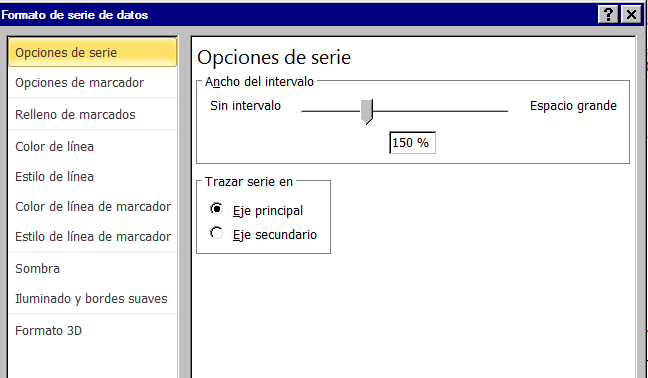 Formato de serie de datos
Opciones de serie
Opciones de marcador
Relleno de marcados
Color de línea
Estilo de línea
Color de línea de marcador
Estilo de línea de marcador
Sombra
Iluminado y bordes suaves
Formato 3D
Opciones de serie
Ancho del intervalo
Sin intervalo
Espacio grande
150 %
Trazar serie en
Eje principal
Eje secundario